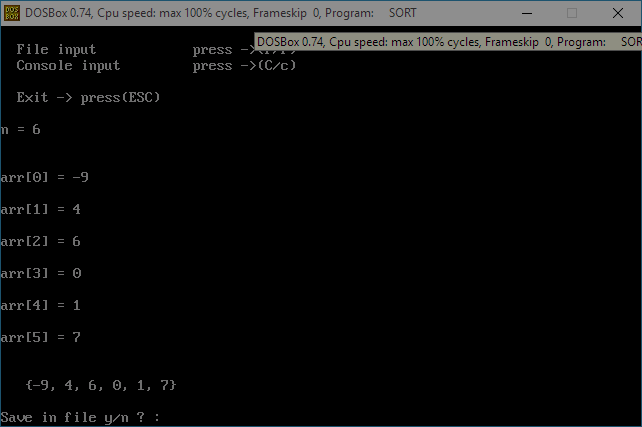 DOSBox 0.74, Cpu speed: max 100% cycles, Frameskip 0, Program: SORT
DOSBox 0.74, Cpu speed: max 100% cycles, Frameskip 0, Program: SOR
File input press ->
Console input press ->(C/c)
Exit -> press(ESC)
n = 6
arr[0] = -9
arr[1] = 4
arr[2] = 6
arr[3] = 0
arr[4] = 1
arr[5] = 7
{-9, 4, 6, 0, 1, 7}
Save in file y/n ? :